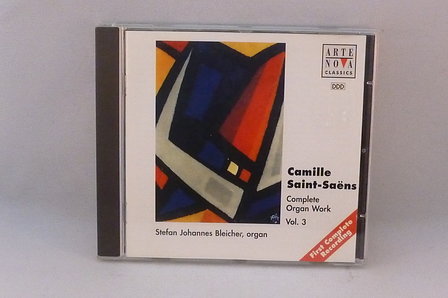 ARTE
NOVA
CLASSICS
DDD
Camille
Saint-Saëns
Complete
Organ Work
Vol. 3
Stefan Johannes Bleicher, organ
First Complete
Recording